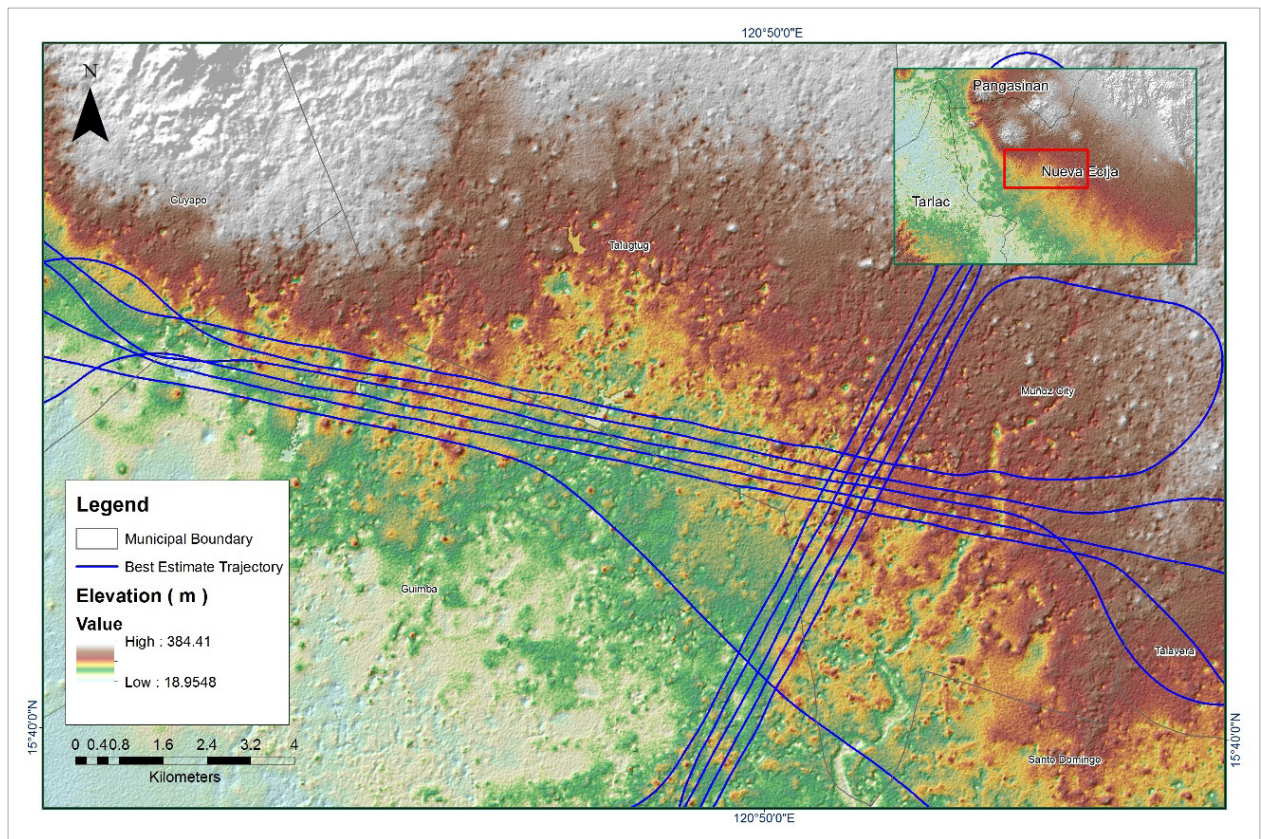 120°50'0"E
N
Pangasinan
Nueva Ecija
Tarlac
Cuyapo
Talugtug
Muñoz City
Legend
Municipal Boundary
Best Estimate Trajectory
Elevation ( m )
Value
High : 384.41
Low : 18.9548
Guimba
Talavera
Santo Domingo
15°40'0"N
15°40'0"N
0 0.40.8 1.6 2.4 3.2 4
Kilometers
120°50'0"E